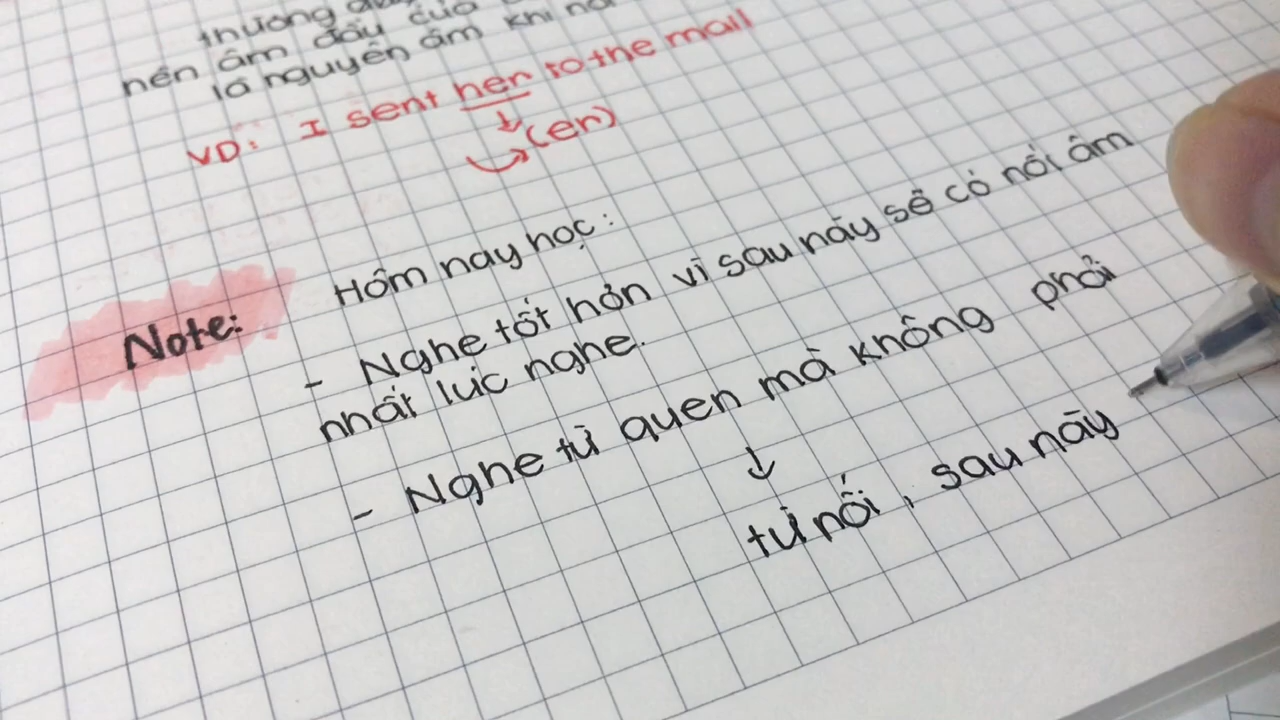 thường
nên âm đầu của
là nguyên âm khi nó
VD: I sent her to the mall
(er)
Note:
Hôm nay học:
- Nghe tốt hơn vì sau này sẽ có nối âm
nhất lúc nghe.
- Nghe từ quen mà không phải
từ nối, sau này